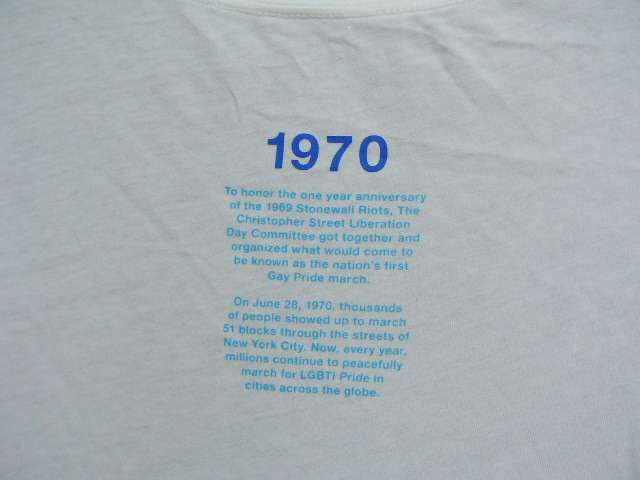 1970
To honor the one year anniversary
of the 1969 Stonewall Riots, The
Christopher Street Liberation
Day Committee got together and
organized what would come to
be known as the nation's first
Gay Pride march.
On June 28, 1970, thousands
of people showed up to march
51 blocks through the streets of
New York City. Now, every year,
millions continue to peacefully
march for LGBTI Pride in
cities across the globe.